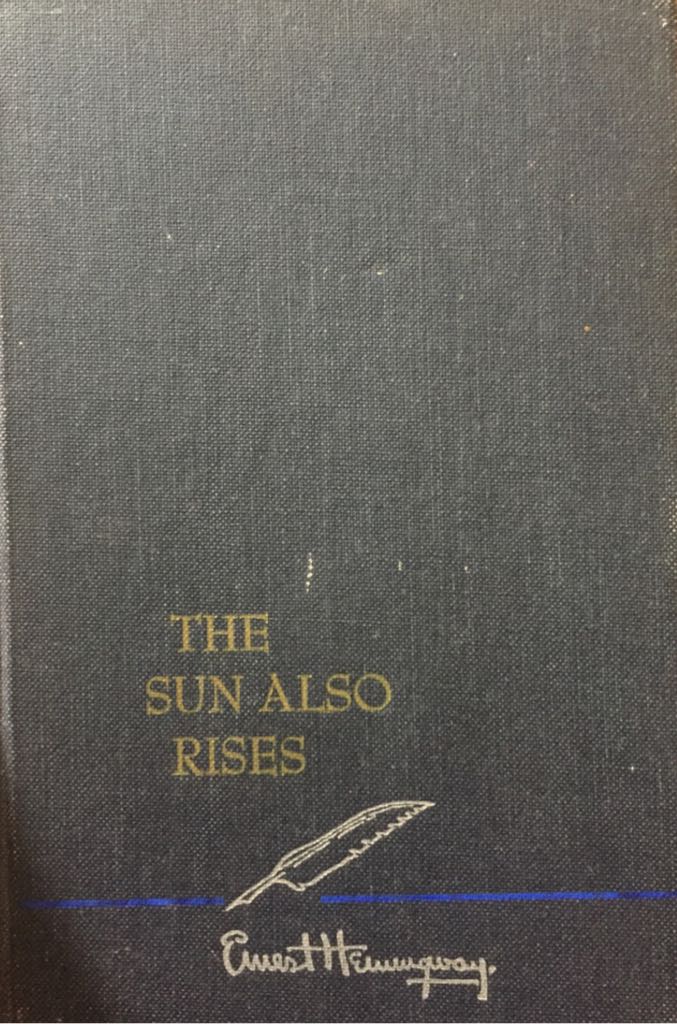 THE
SUN ALSO
RISES
Ernest Hemingway.